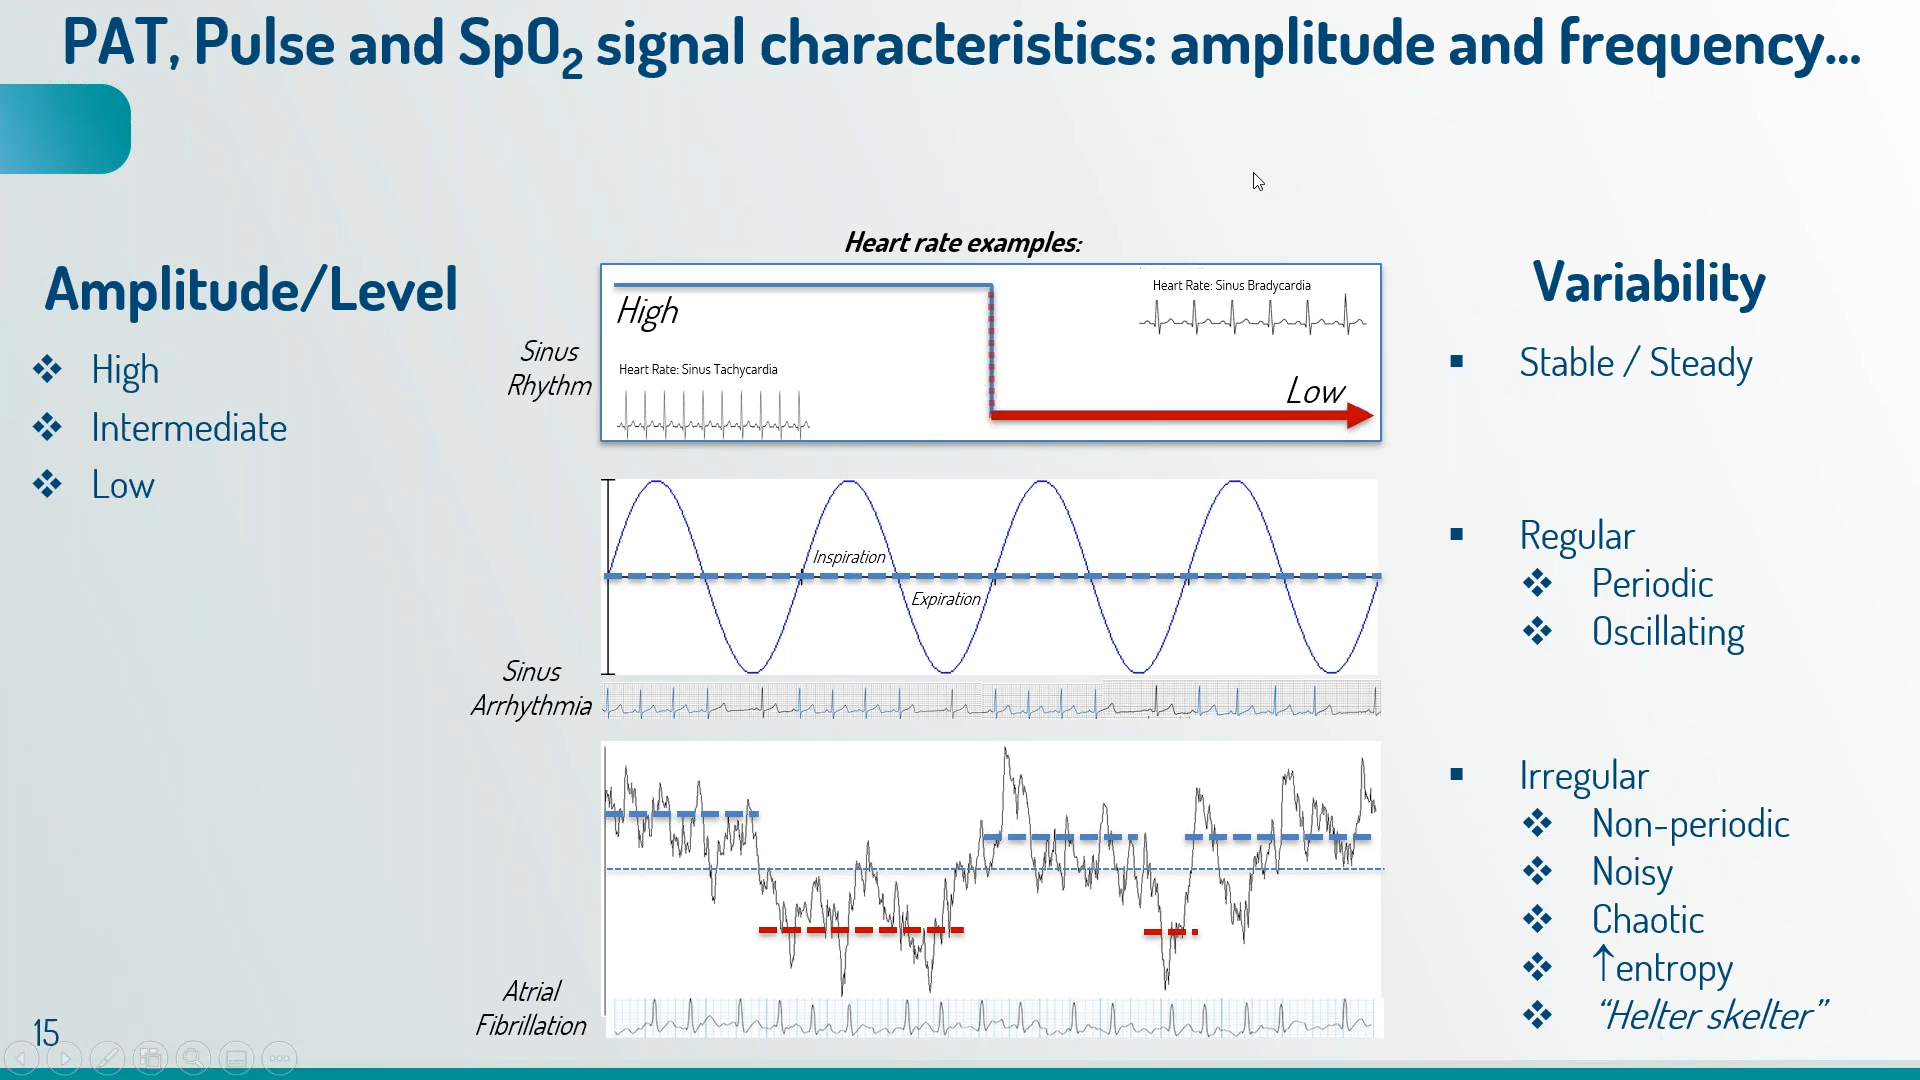 PAT, Pulse and SpO₂ signal characteristics: amplitude and frequency...
Amplitude/Level
❖ High
❖ Intermediate
❖ Low
Heart rate examples:
Sinus
Rhythm
High
Heart Rate: Sinus Tachycardia
Heart Rate: Sinus Bradycardia
Low
Inspiration
Expiration
Sinus
Arrhythmia
Atrial
Fibrillation
Variability
▪ Stable / Steady
▪ Regular
❖ Periodic
❖ Oscillating
▪ Irregular
❖ Non-periodic
❖ Noisy
❖ Chaotic
❖ ↑entropy
❖ “Helter skelter”
15